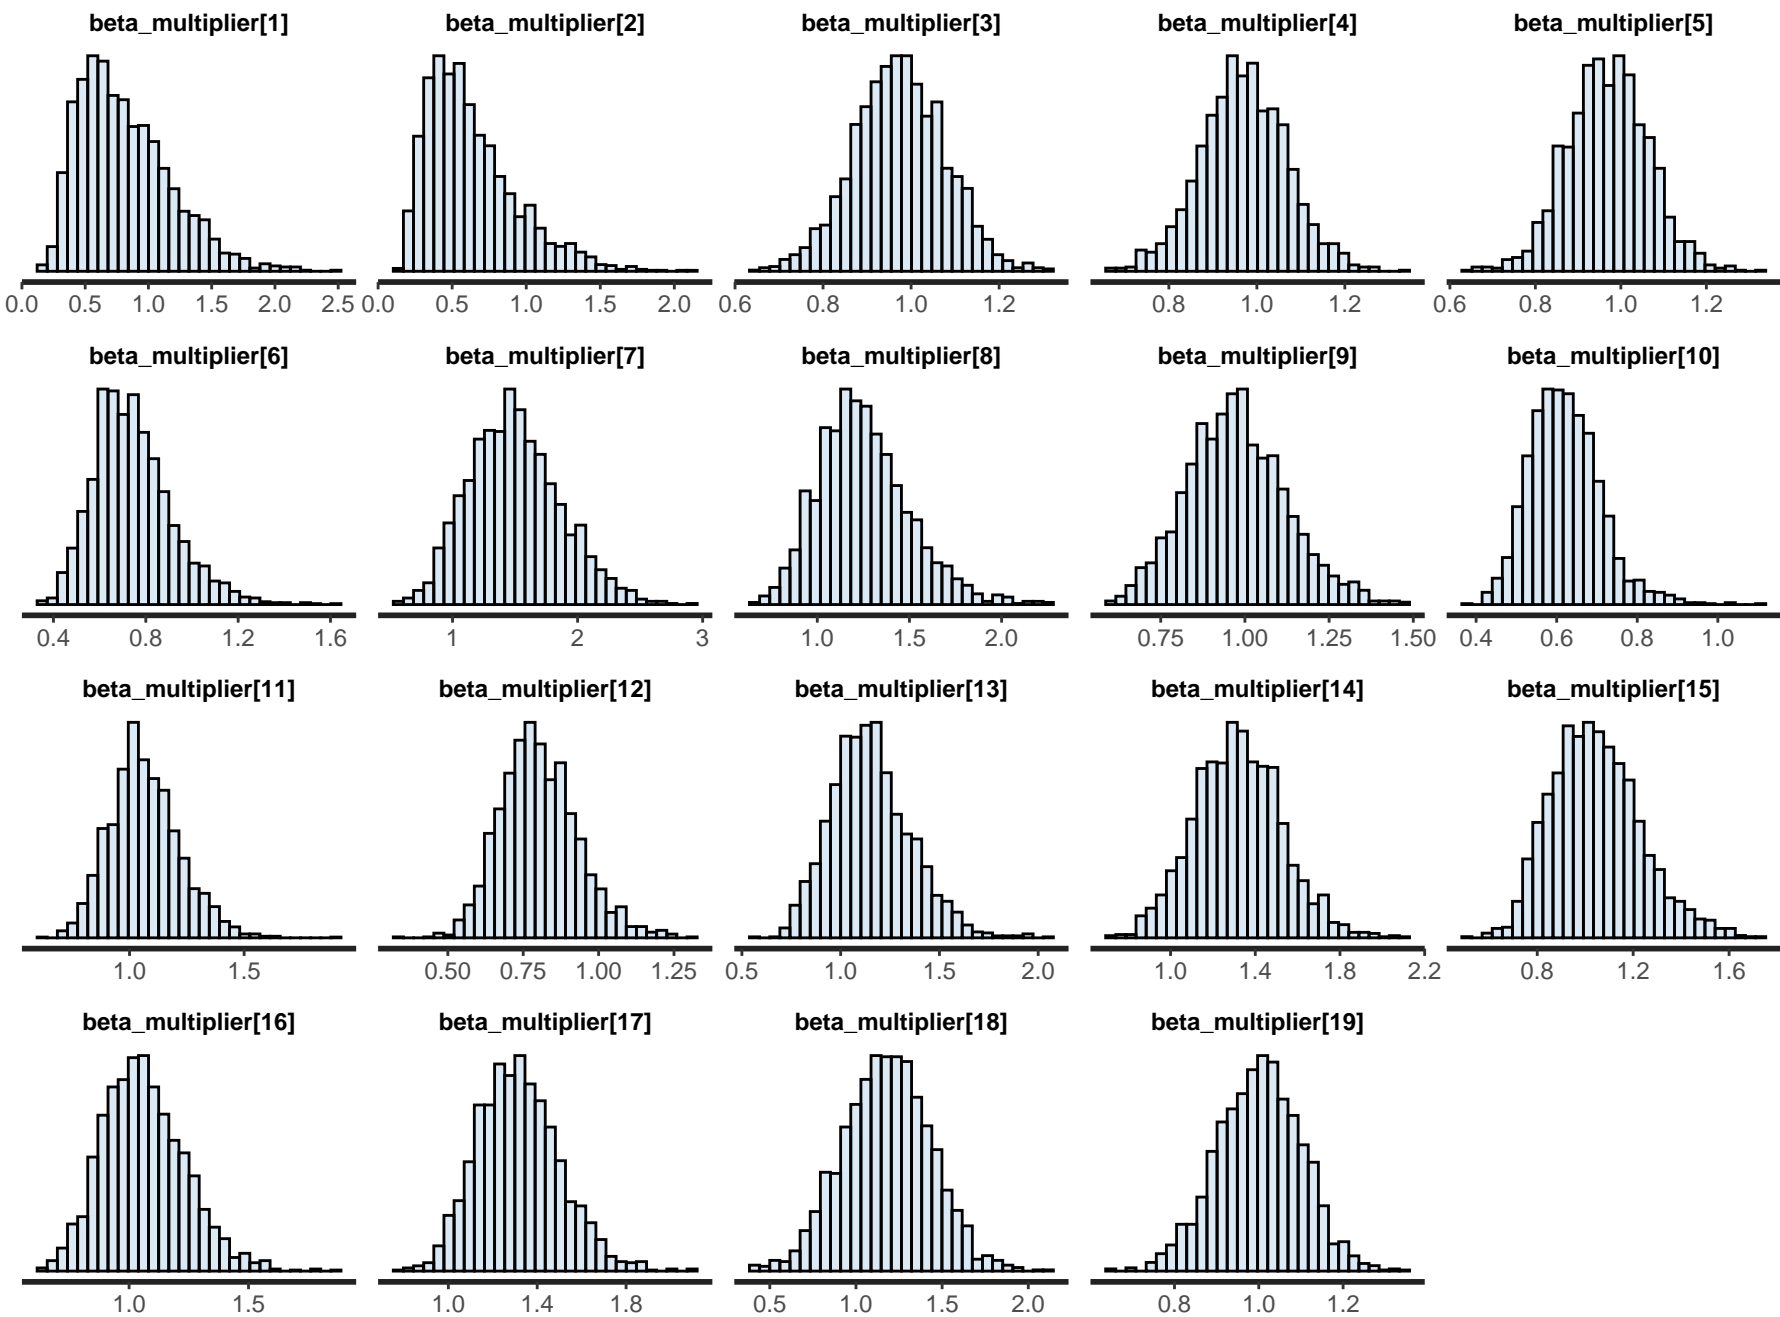 beta_multiplier[1] beta_multiplier[2] beta_multiplier[3] beta_multiplier[4] beta_multiplier[5]
0.0 0.5 1.0 1.5 2.0 2.5 0.0 0.5 1.0 1.5 2.0 0.6 0.8 1.0 1.2 0.8 1.0 1.2 0.6 0.8 1.0 1.2
beta_multiplier[6] beta_multiplier[7] beta_multiplier[8] beta_multiplier[9] beta_multiplier[10]
0.4 0.8 1.2 1.6 1 2 3 1.0 1.5 2.0 0.75 1.00 1.25 1.50 0.4 0.6 0.8 1.0
beta_multiplier[11] beta_multiplier[12] beta_multiplier[13] beta_multiplier[14] beta_multiplier[15]
1.0 1.5 0.50 0.75 1.00 1.25 0.5 1.0 1.5 2.0 1.0 1.4 1.8 2.2 0.8 1.2 1.6
beta_multiplier[16] beta_multiplier[17] beta_multiplier[18] beta_multiplier[19]
1.0 1.5 1.0 1.4 1.8 0.5 1.0 1.5 2.0 0.8 1.0 1.2